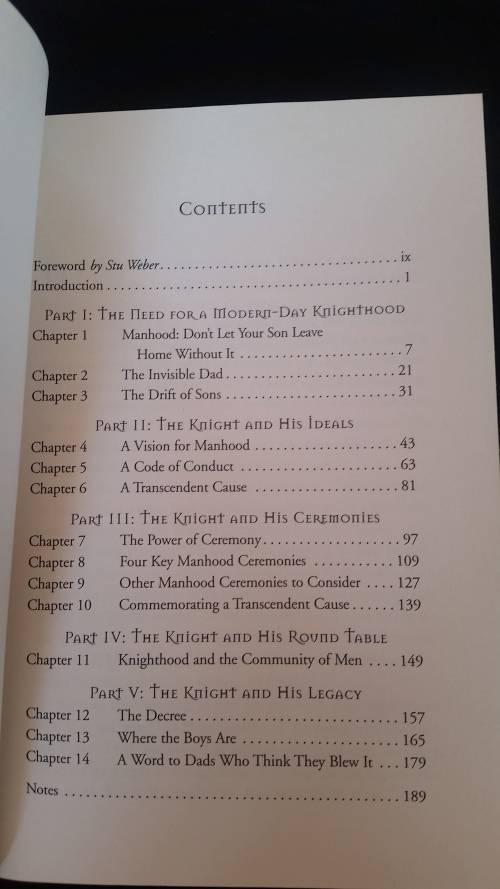 Contents
Foreword by Stu Weber.................................. ix
Introduction.......................................... 1
Part I: The Need for a Modern-Day Knighthood
Chapter 1 Manhood: Don't Let Your Son Leave
Home Without It ........................ 7
Chapter 2 The Invisible Dad......................... 21
Chapter 3 The Drift of Sons ......................... 31
Part II: The Knight and His Ideals
Chapter 4 A Vision for Manhood ..................... 43
Chapter 5 A Code of Conduct ....................... 63
Chapter 6 A Transcendent Cause ..................... 81
Part III: The Knight and His Ceremonies
Chapter 7 The Power of Ceremony.................... 97
Chapter 8 Four Key Manhood Ceremonies ........... 109
Chapter 9 Other Manhood Ceremonies to Consider .... 127
Chapter 10 Commemorating a Transcendent Cause...... 139
Part IV: The Knight and His Round Table
Chapter 11 Knighthood and the Community of Men .... 149
Part V: The Knight and His Legacy
Chapter 12 The Decree.............................. 157
Chapter 13 Where the Boys Are ....................... 165
Chapter 14 A Word to Dads Who Think They Blew It ... 179
Notes ................................................ 189